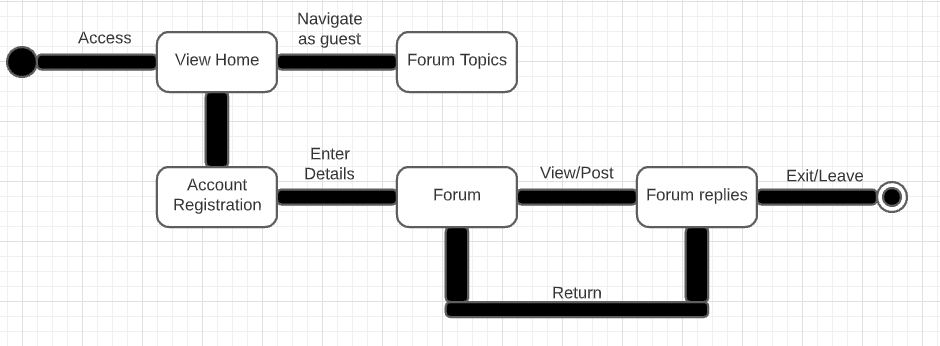 Access
View Home
Navigate
as guest
Forum Topics
Account
Registration
Enter
Details
Forum
View/Post
Forum replies
Exit/Leave
Return